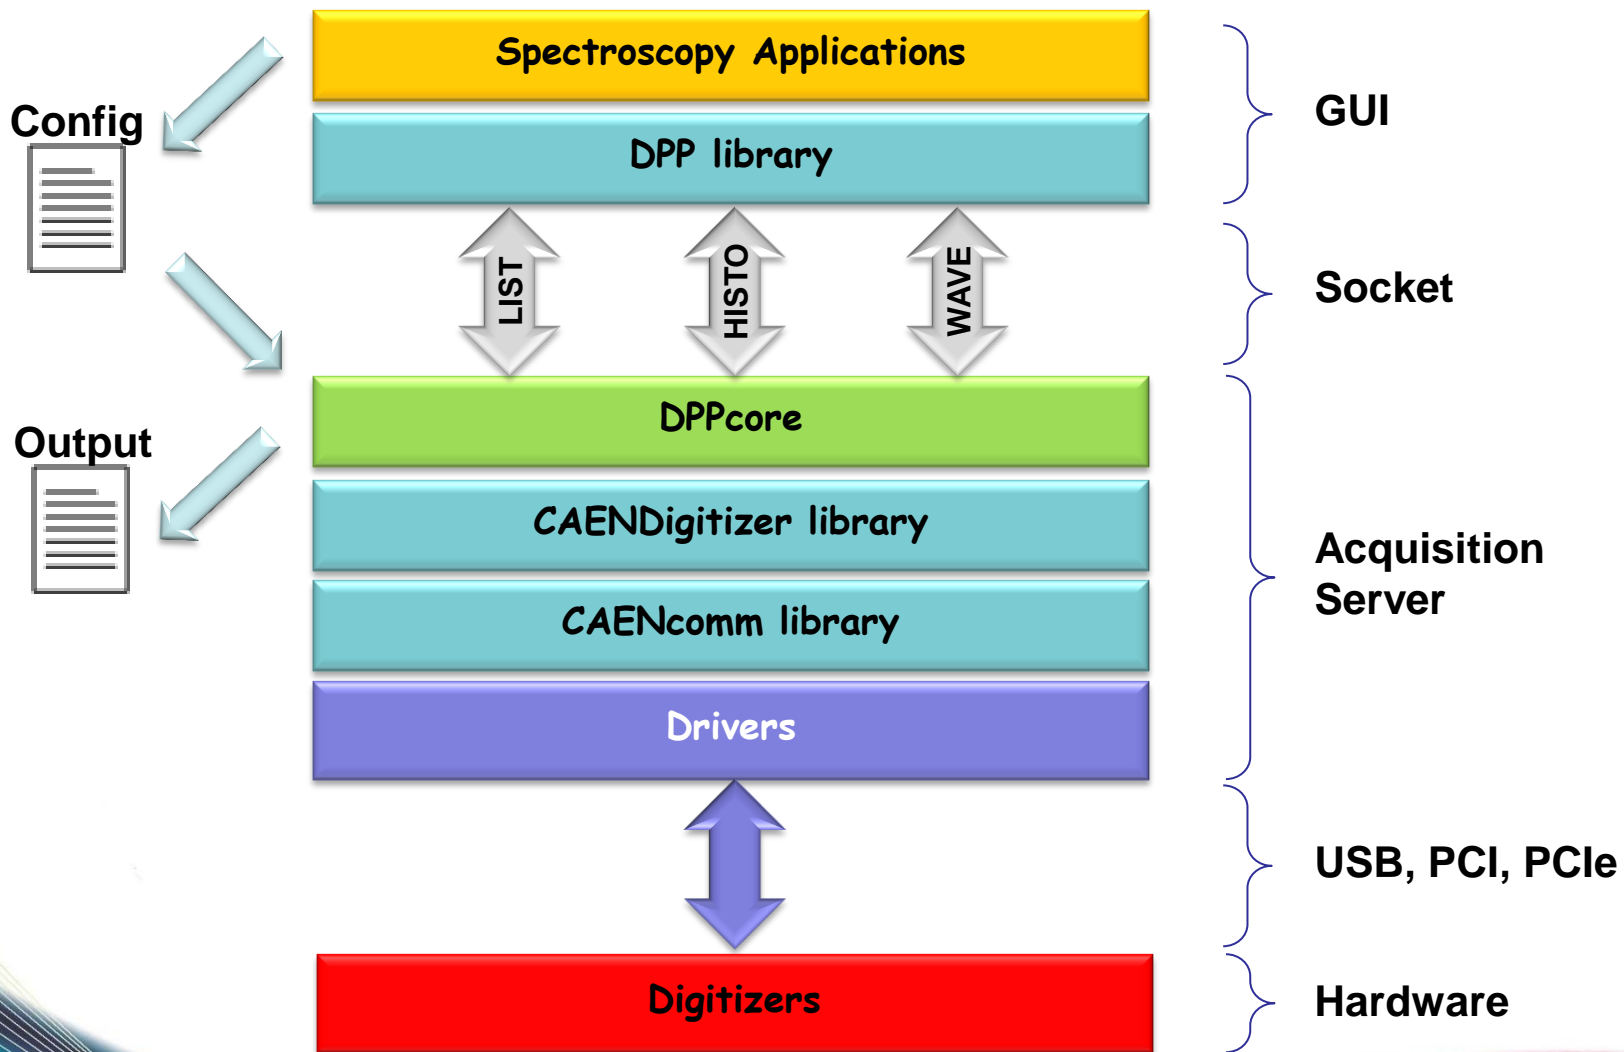 Spectroscopy Applications
GUI
Config
DPP library
LIST
HISTO
WAVE
Socket
DPPcore
Output
CAENDigitizer library
Acquisition
Server
CAENcomm library
Drivers
USB, PCI, PCIe
Digitizers
Hardware